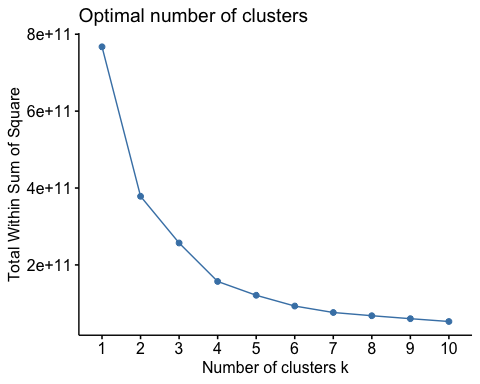 Optimal number of clusters
Total Within Sum of Square
8e+11
6e+11
4e+11
2e+11
1 2 3 4 5 6 7 8 9 10
Number of clusters k